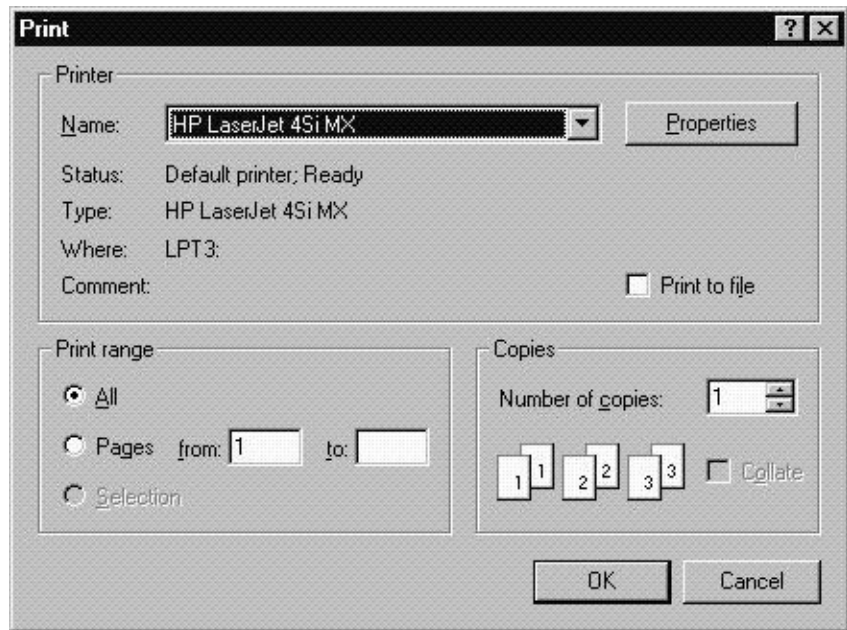 Print
Printer
Name: HP LaserJet 4Si MX Properties
Status: Default printer; Ready
Type: HP LaserJet 4Si MX
Where: LPT3:
Comment: Print to file
Print range
All
Pages from: 1 to:
Selection
Copies
Number of copies: 1
1 1 2 2 3 3 Collate
OK Cancel